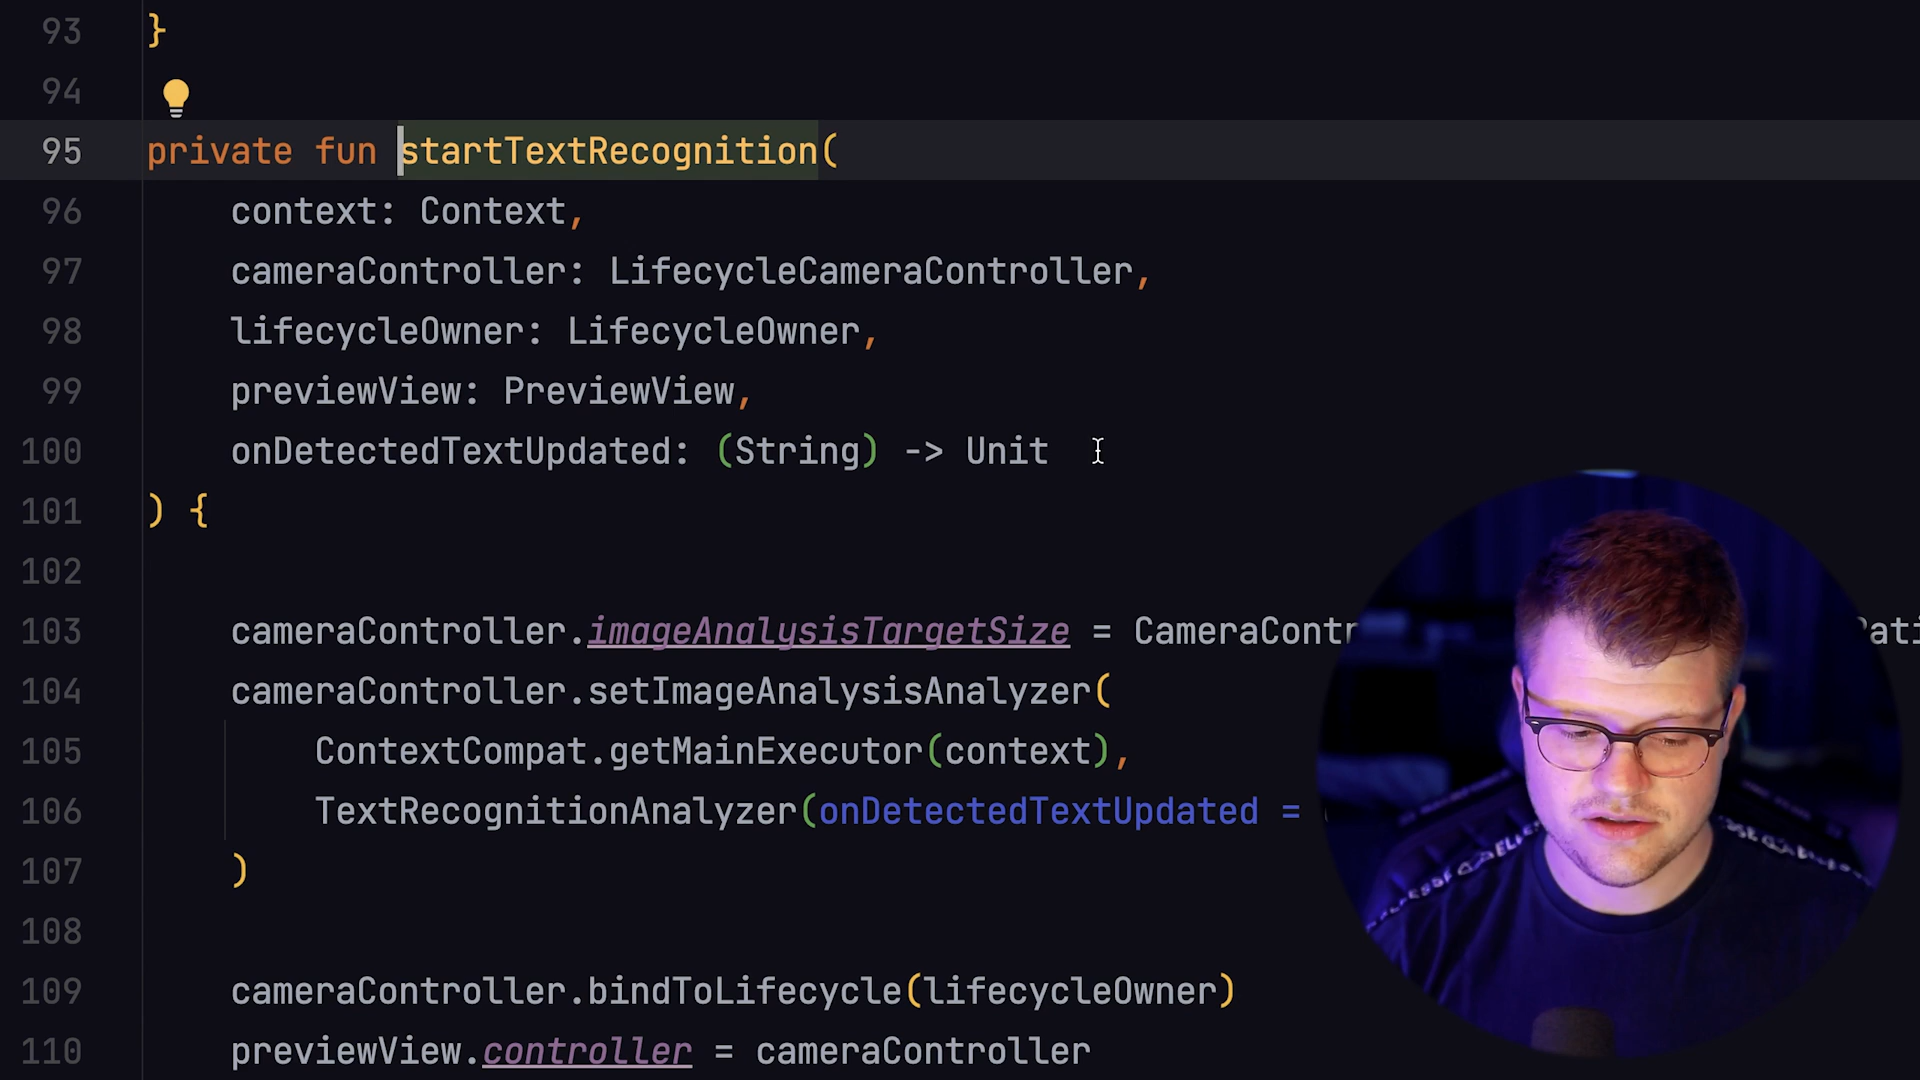 93 }
94
95 private fun startTextRecognition(
96 context: Context,
97 cameraController: LifecycleCameraController,
98 lifecycleOwner: LifecycleOwner,
99 previewView: PreviewView,
100 onDetectedTextUpdated: (String) -> Unit
101 ) {
102
103 cameraController.imageAnalysisTargetSize = CameraContr
104 cameraController.setImageAnalysisAnalyzer(
105 ContextCompat.getMainExecutor(context),
106 TextRecognitionAnalyzer(onDetectedTextUpdated =
107 )
108
109 cameraController.bindToLifecycle(lifecycleOwner)
110 previewView.controller = cameraController